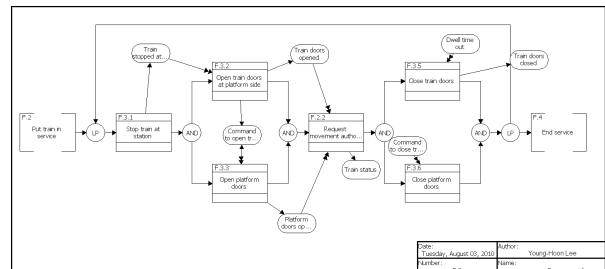 F.2
Put train in
service
LP
F.3.1
Stop train at
station
Train
stopped at...
AND
F.3.2
Open train doors
at platform side
Train doors
opened
Command
to open tr...
F.3.3
Open platform
doors
Platform
doors op...
AND
F.2.2
Request
movement autho...
Train status
AND
Dwell time
out
F.3.5
Close train doors
Train doors
closed
Command
to close tr...
F.3.6
Close platform
doors
AND
LP
F.4
End service
Date:
Tuesday, August 03, 2010
Author:
Young-Hoon Lee
Number:
Name: